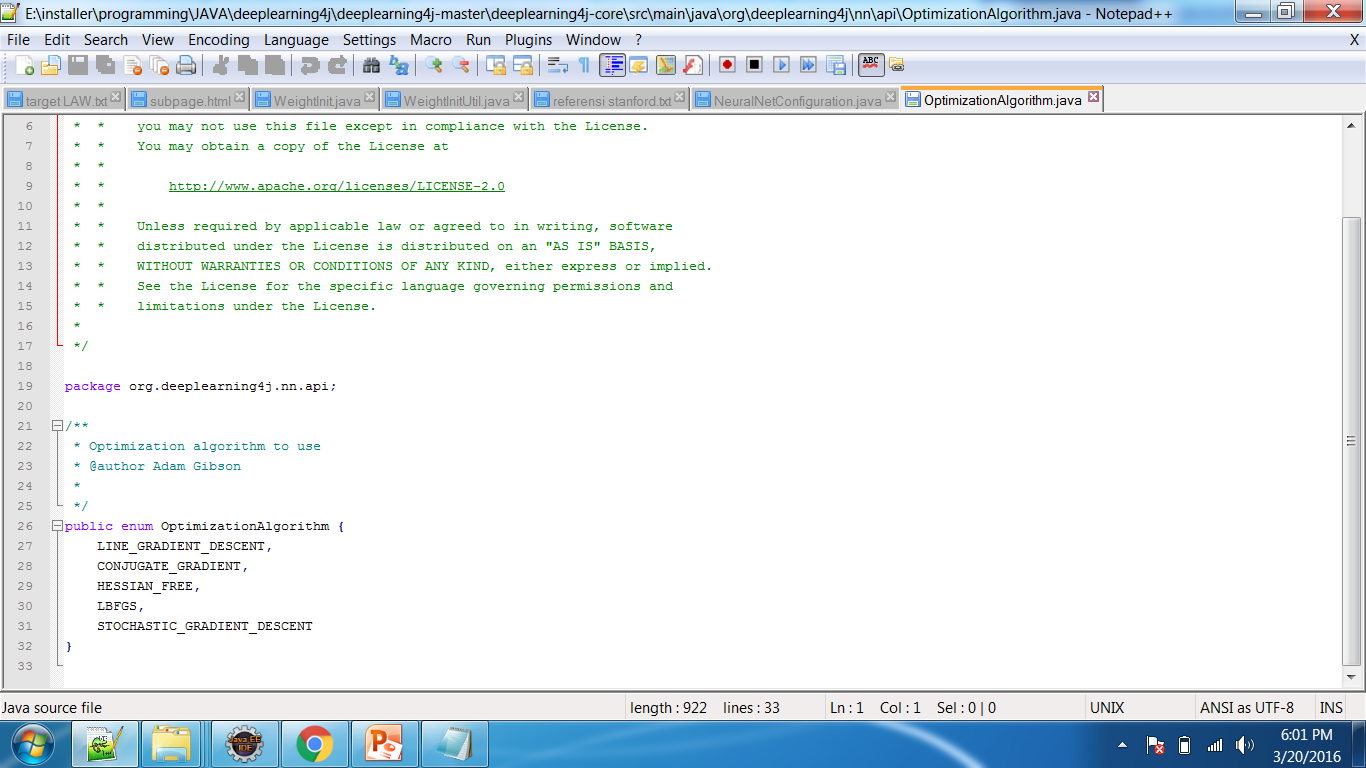 E:\installer\programming\JAVA\deeplearning4j\deeplearning4j-master\deeplearning4j-core\src\main\java\org\deeplearning4j\nn\api\OptimizationAlgorithm.java - Notepad++
File Edit Search View Encoding Language Settings Macro Run Plugins Window ? X
ABC
target LAW.txt subpage.html WeightInit.java WeightInitUtil.java referensi stanford.txt NeuralNetConfiguration.java OptimizationAlgorithm.java
6 * * you may not use this file except in compliance with the License.
7 * * You may obtain a copy of the License at
8 * *
9 * * http://www.apache.org/licenses/LICENSE-2.0
10 * *
11 * * Unless required by applicable law or agreed to in writing, software
12 * * distributed under the License is distributed on an "AS IS" BASIS,
13 * * WITHOUT WARRANTIES OR CONDITIONS OF ANY KIND, either express or implied.
14 * * See the License for the specific language governing permissions and
15 * * limitations under the License.
16 *
17 */
18
19 package org.deeplearning4j.nn.api;
20
21 /**
22 * Optimization algorithm to use
23 * @author Adam Gibson
24 *
25 */
26 public enum OptimizationAlgorithm {
27 LINE_GRADIENT_DESCENT,
28 CONJUGATE_GRADIENT,
29 HESSIAN_FREE,
30 LBFGS,
31 STOCHASTIC_GRADIENT_DESCENT
32 }
33
Java source file length : 922 lines : 33 Ln : 1 Col : 1 Sel : 0 | 0 UNIX ANSI as UTF-8 INS
Java EE
IDE
6:01 PM
3/20/2016